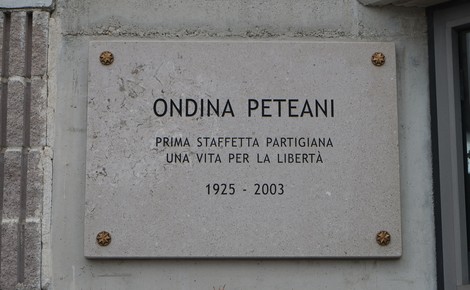 ONDINA PETEANI
PRIMA STAFFETTA PARTIGIANA
UNA VITA PER LA LIBERTÀ
1925 - 2003